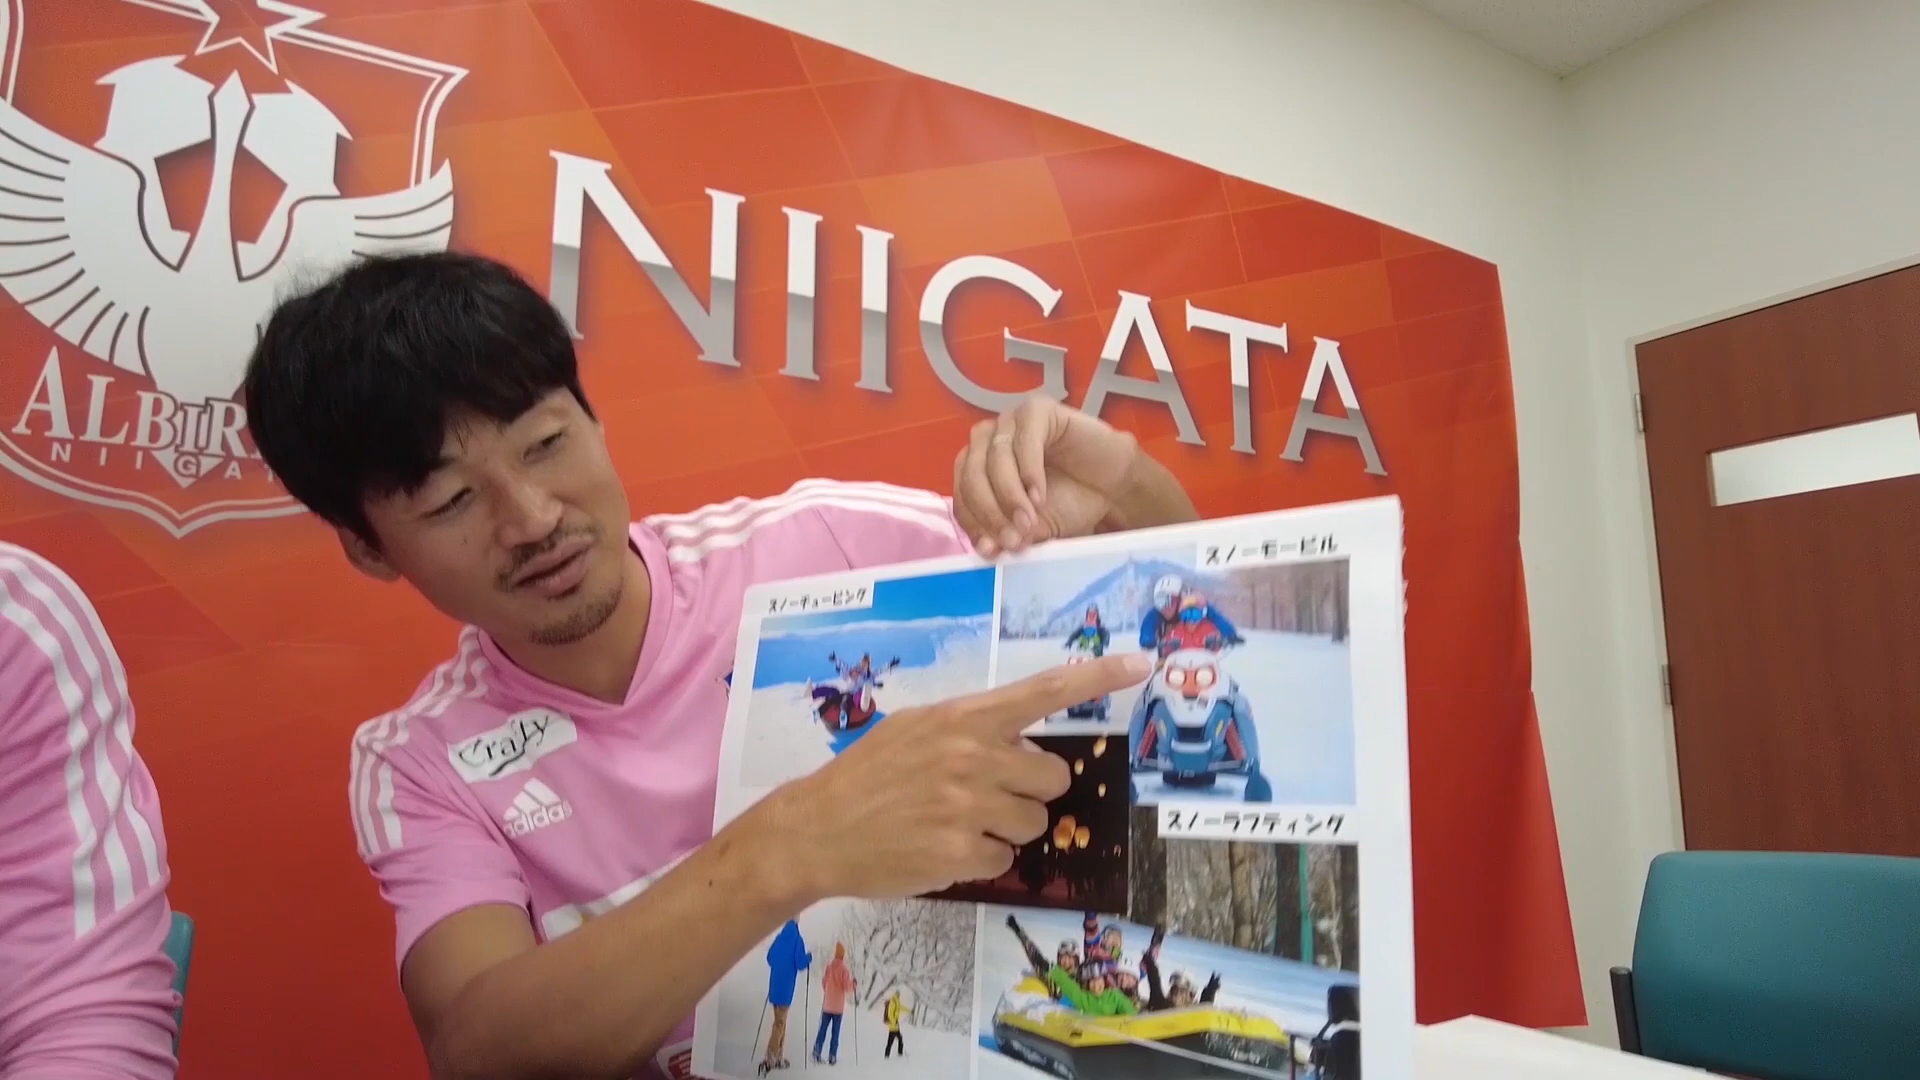 NIIGATA
ALBIR
NIIGA
Craity
adidas
スノーチュービング
スノーモービル
スノーラフティング